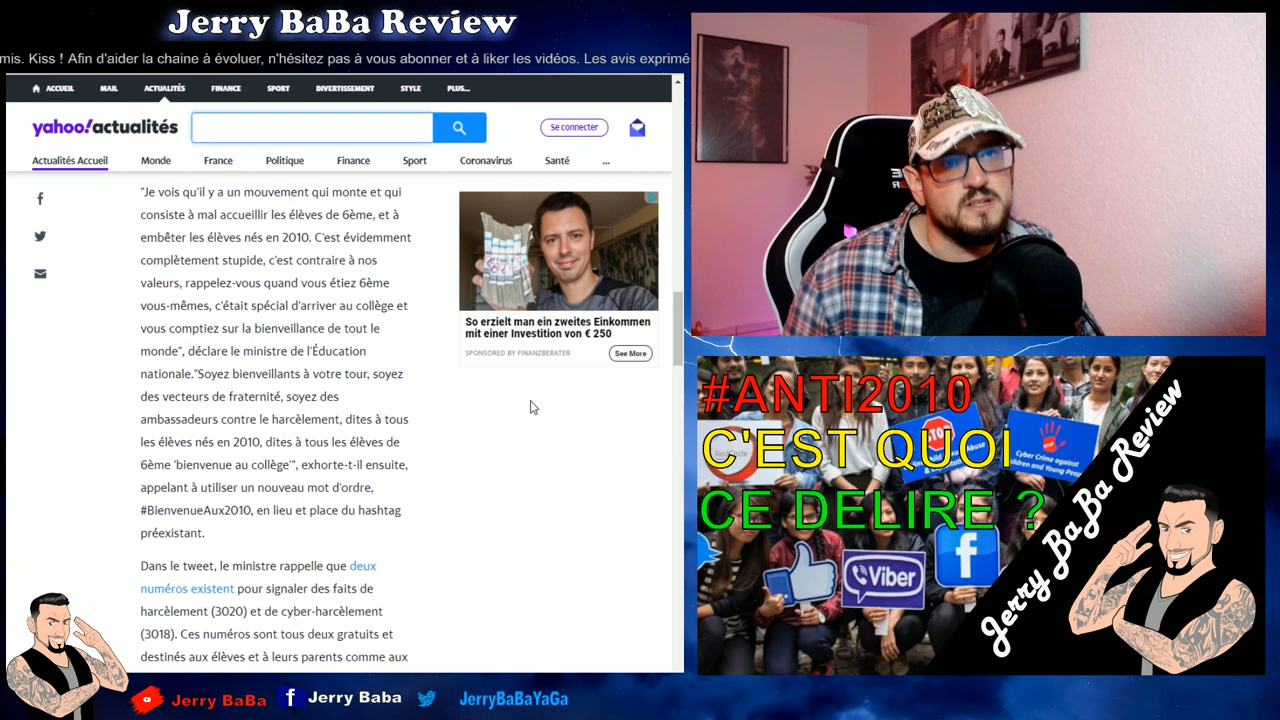 Jerry BaBa Review
mis. Kiss ! Afin d'aider la chaine à évoluer, n'hésitez pas à vous abonner et à liker les vidéos. Les avis exprimé
ACCUEIL MAIL ACTUALITÉS FINANCE SPORT DIVERTISSEMENT STYLE PLUS...
yahoo!actualités
Se connecter
Actualités Accueil Monde France Politique Finance Sport Coronavirus Santé ...
"Je vois qu'il y a un mouvement qui monte et qui
consiste à mal accueillir les élèves de 6ème, et à
embêter les élèves nés en 2010. C'est évidemment
complètement stupide, c'est contraire à nos
valeurs, rappelez-vous quand vous étiez 6ème
vous-mêmes, c'était spécial d'arriver au collège et
vous comptiez sur la bienveillance de tout le
monde", déclare le ministre de l'Éducation
nationale."Soyez bienveillants à votre tour, soyez
des vecteurs de fraternité, soyez des
ambassadeurs contre le harcèlement, dites à tous
les élèves nés en 2010, dites à tous les élèves de
6ème 'bienvenue au collège'", exhorte-t-il ensuite,
appelant à utiliser un nouveau mot d'ordre,
#BienvenueAux2010, en lieu et place du hashtag
préexistant.
Dans le tweet, le ministre rappelle que deux
numéros existent pour signaler des faits de
harcèlement (3020) et de cyber-harcèlement
(3018). Ces numéros sont tous deux gratuits et
destinés aux élèves et à leurs parents comme aux
So erzielt man ein zweites Einkommen
mit einer Investition von € 250
SPONSORED BY FINANZBERATER
See More
#ANTI2010
C'EST QUOI
CE DELIRE ?
STOP
Abuse
Cyber Crime against
Children and Young Peop
Viber
f
Jerry BaBa Review
Jerry BaBa
f Jerry Baba
JerryBaBaYaGa